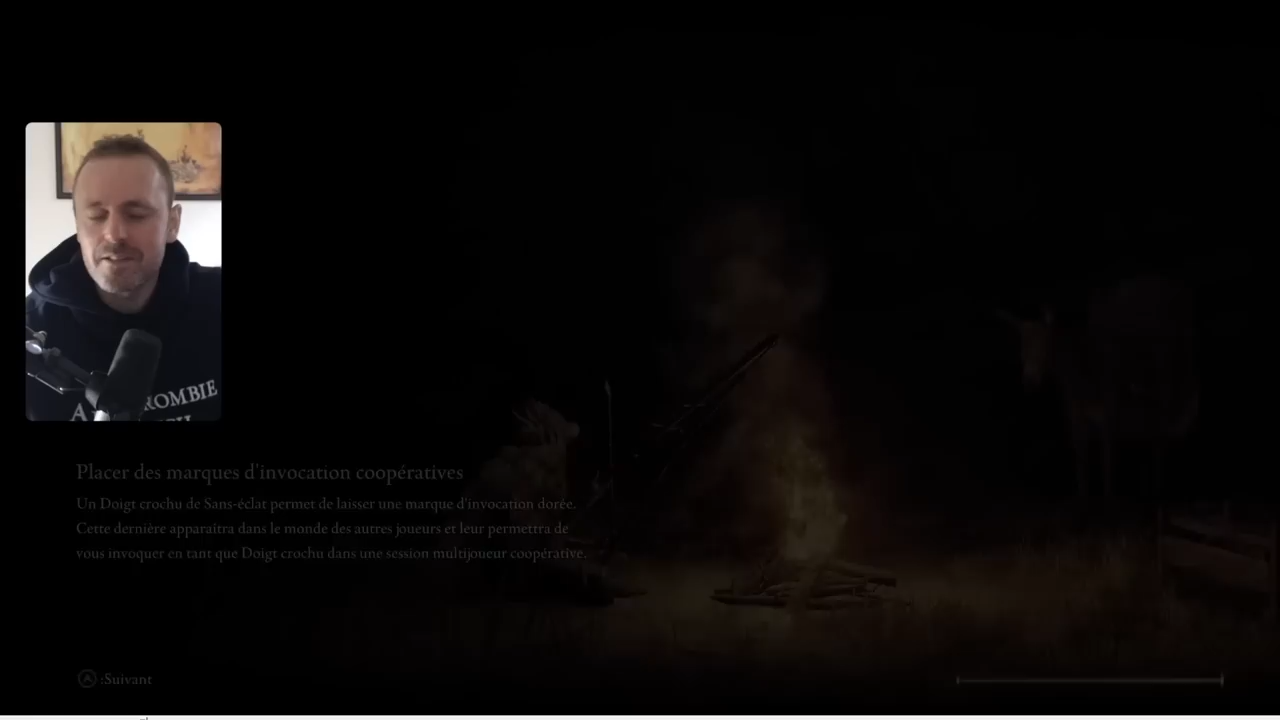 ROMBIE
Placer des marques d'invocation coopératives
Un Doigt crochu de Sans-éclat permet de laisser une marque d'invocation dorée.
Cette dernière apparaîtra dans le monde des autres joueurs et leur permettra de
vous invoquer en tant que Doigt crochu dans une session multijoueur coopérative.
A :Suivant